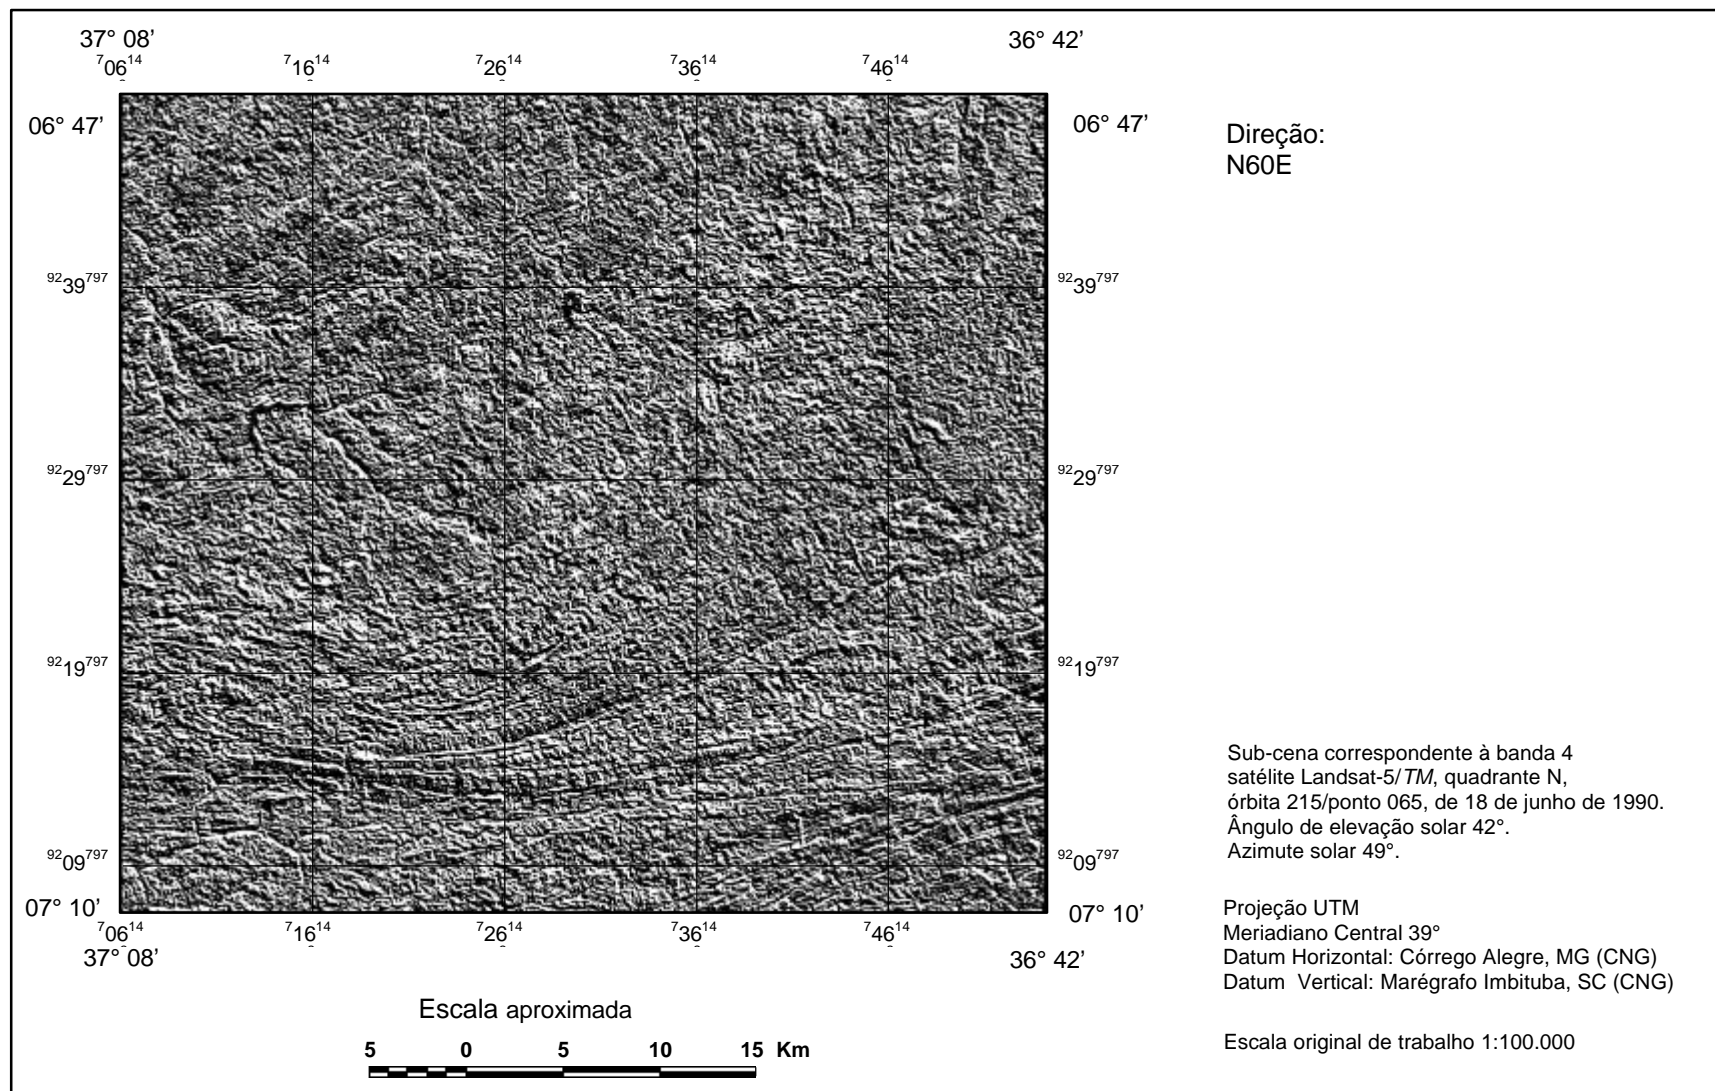 37° 08’ 36° 42’
⁷06¹⁴ ⁷16¹⁴ ⁷26¹⁴ ⁷36¹⁴ ⁷46¹⁴
06° 47’ 06° 47’
Direção:
N60E
⁹²39⁷⁹⁷ ⁹²39⁷⁹⁷
⁹²29⁷⁹⁷ ⁹²29⁷⁹⁷
⁹²19⁷⁹⁷ ⁹²19⁷⁹⁷
Sub-cena correspondente à banda 4
satélite Landsat-5/TM, quadrante N,
órbita 215/ponto 065, de 18 de junho de 1990.
Ângulo de elevação solar 42°.
Azimute solar 49°.
⁹²09⁷⁹⁷ ⁹²09⁷⁹⁷
07° 10’ 07° 10’
⁷06¹⁴ ⁷16¹⁴ ⁷26¹⁴ ⁷36¹⁴ ⁷46¹⁴
37° 08’ 36° 42’
Projeção UTM
Meriadiano Central 39°
Datum Horizontal: Córrego Alegre, MG (CNG)
Datum Vertical: Marégrafo Imbituba, SC (CNG)
Escala aproximada
5 0 5 10 15 Km
Escala original de trabalho 1:100.000